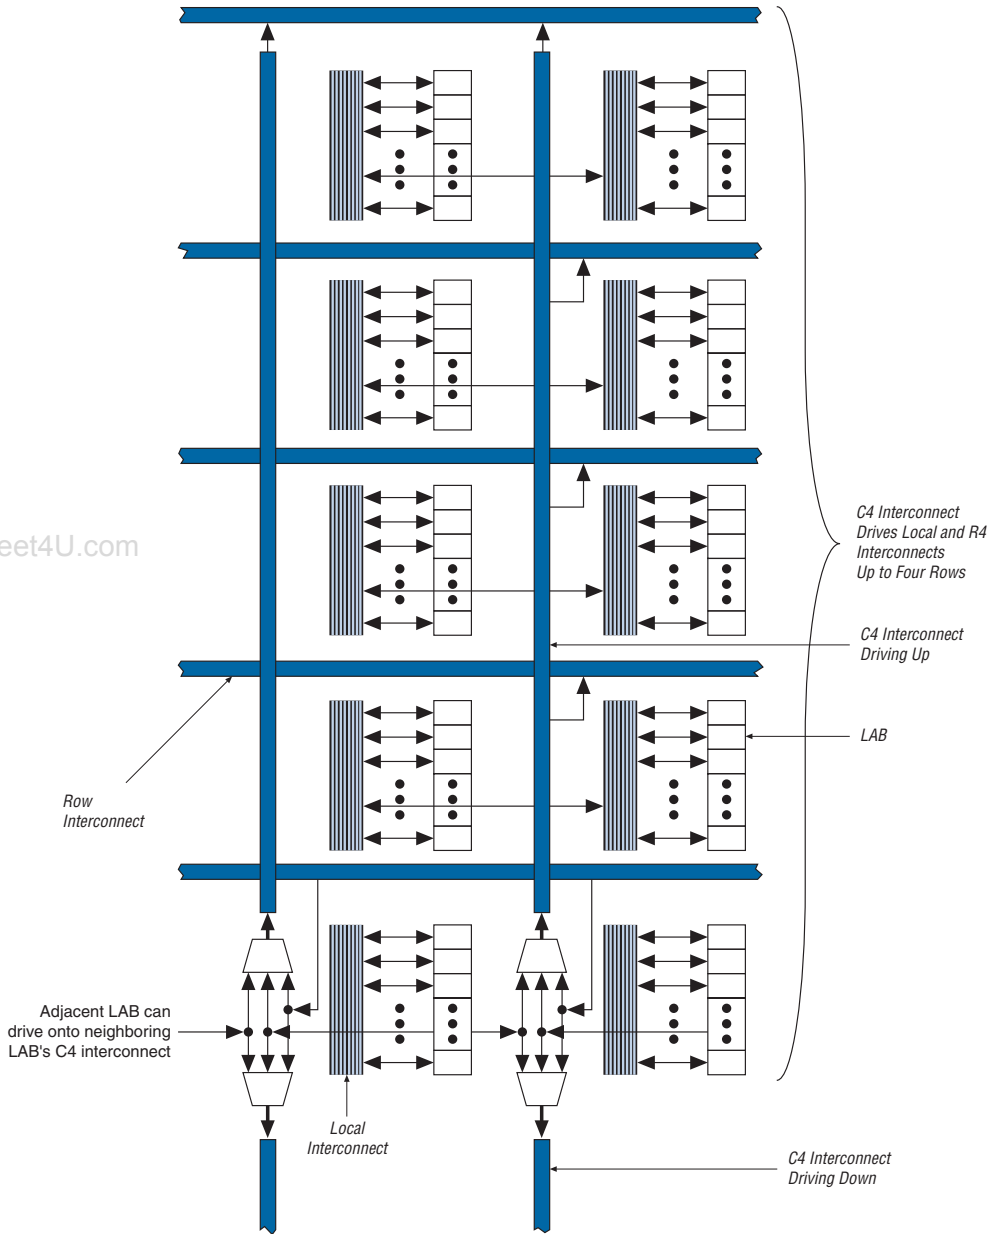 eet4U.com
C4 Interconnect
Drives Local and R4
Interconnects
Up to Four Rows
C4 Interconnect
Driving Up
LAB
Row
Interconnect
Adjacent LAB can
drive onto neighboring
LAB's C4 interconnect
Local
Interconnect
C4 Interconnect
Driving Down